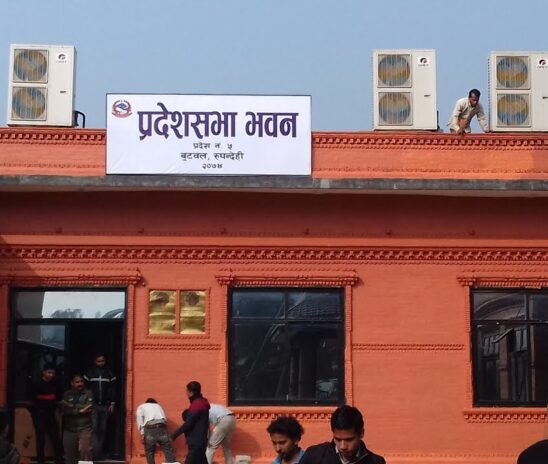 प्रदेशसभा भवन
प्रदेस नं. ५
बुटवल, रुपन्देही
२०७४